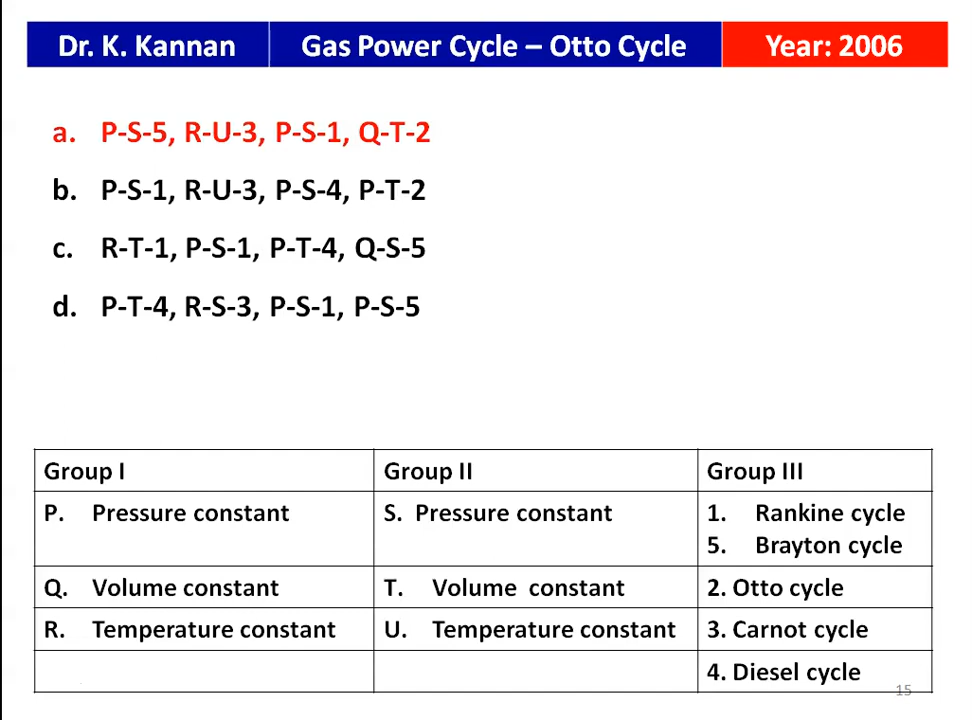 Dr. K. Kannan Gas Power Cycle – Otto Cycle Year: 2006
a. P-S-5, R-U-3, P-S-1, Q-T-2
b. P-S-1, R-U-3, P-S-4, P-T-2
c. R-T-1, P-S-1, P-T-4, Q-S-5
d. P-T-4, R-S-3, P-S-1, P-S-5
Group I Group II Group III
P. Pressure constant S. Pressure constant 1. Rankine cycle
5. Brayton cycle
Q. Volume constant T. Volume constant 2. Otto cycle
R. Temperature constant U. Temperature constant 3. Carnot cycle
4. Diesel cycle
15